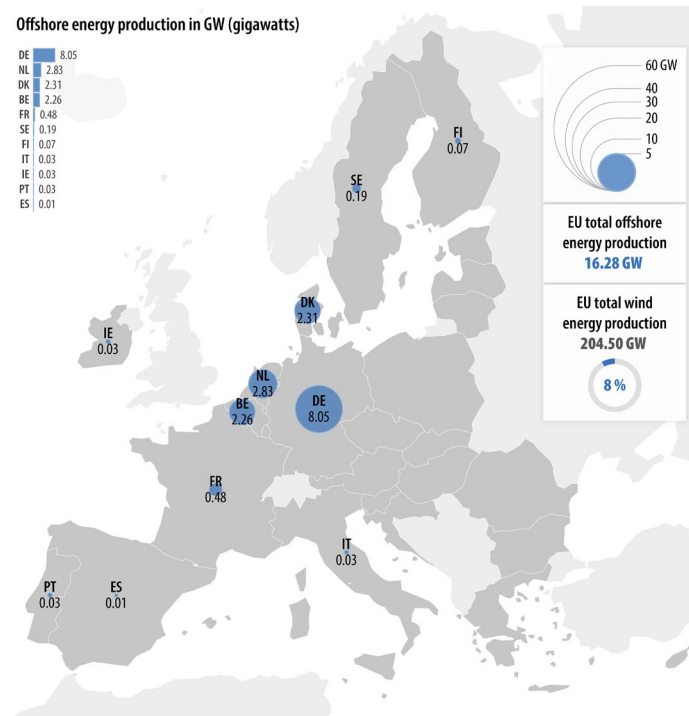 Offshore energy production in GW (gigawatts)
DE 8.05
NL 2.83
DK 2.31
BE 2.26
FR 0.48
SE 0.19
FI 0.07
IT 0.03
IE 0.03
PT 0.03
ES 0.01
60 GW
40
30
20
10
5
EU total offshore
energy production
16.28 GW
EU total wind
energy production
204.50 GW
8 %
FI
0.07
SE
0.19
DK
2.31
IE
0.03
NL
2.83
BE
2.26
DE
8.05
FR
0.48
IT
0.03
PT
0.03
ES
0.01